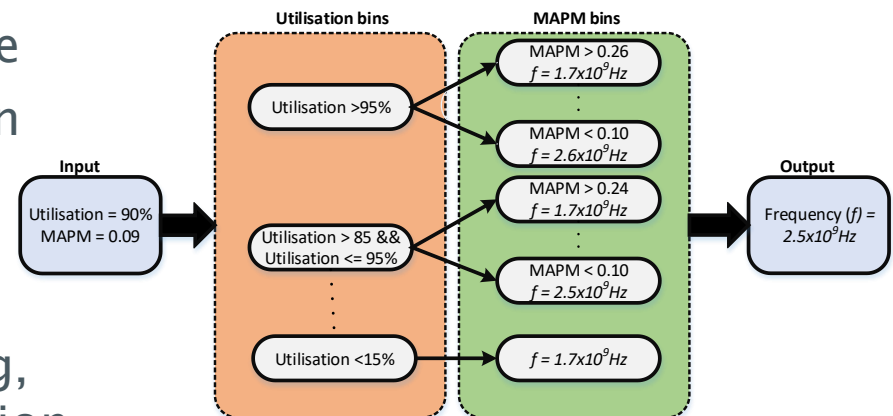 Utilisation bins
MAPM bins
e
n
g,
Input
Utilisation = 90%
MAPM = 0.09
Utilisation >95%
Utilisation > 85 &&
Utilisation <= 95%
Utilisation <15%
MAPM > 0.26
f = 1.7x10⁹Hz
MAPM < 0.10
f = 2.6x10⁹Hz
MAPM > 0.24
f = 1.7x10⁹Hz
MAPM < 0.10
f = 2.5x10⁹Hz
f = 1.7x10⁹Hz
Output
Frequency (f) =
2.5x10⁹Hz